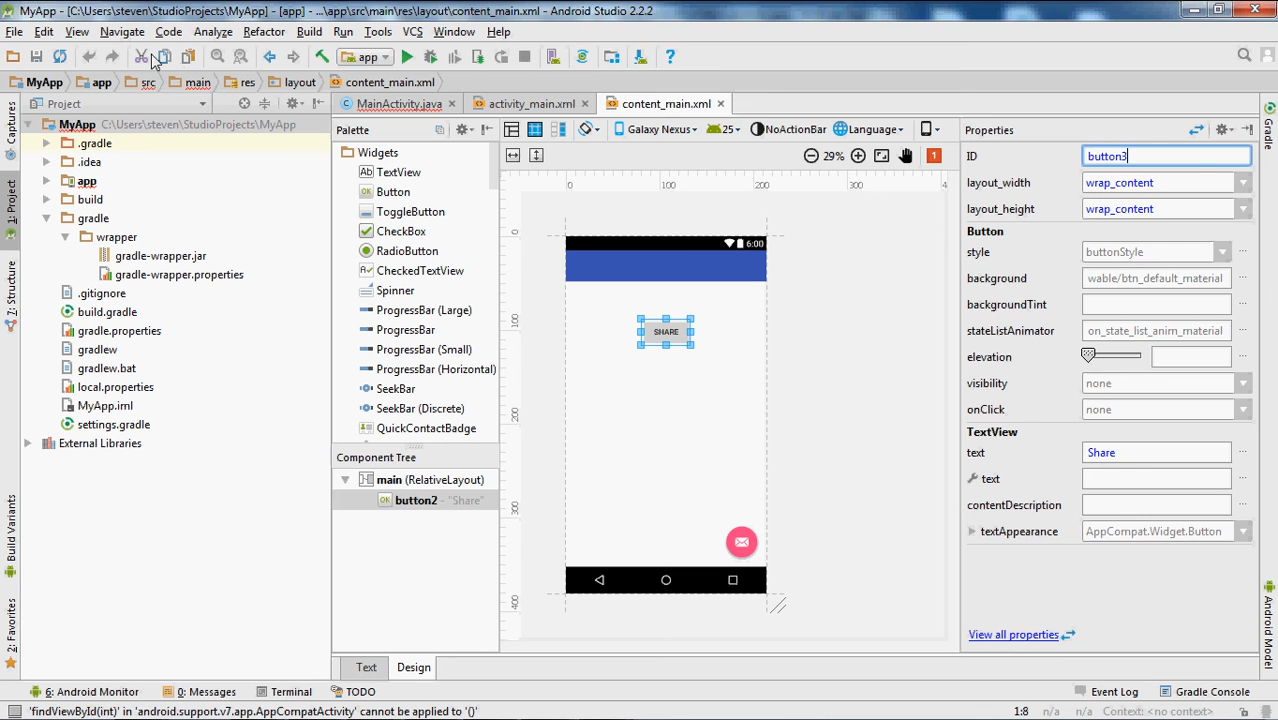 MyApp - [C:\Users\steven\StudioProjects\MyApp] - [app] - ...\app\src\main\res\layout\content_main.xml - Android Studio 2.2.2
File Edit View Navigate Code Analyze Refactor Build Run Tools VCS Window Help
app
MyApp app src main res layout content_main.xml
Project
MainActivity.java activity_main.xml content_main.xml
Captures
1: Project
7: Structure
Build Variants
2: Favorites
MyApp C:\Users\steven\StudioProjects\MyApp
.gradle
.idea
app
build
gradle
wrapper
gradle-wrapper.jar
gradle-wrapper.properties
.gitignore
build.gradle
gradle.properties
gradlew
gradlew.bat
local.properties
MyApp.iml
settings.gradle
External Libraries
Palette
Widgets
TextView
Button
ToggleButton
CheckBox
RadioButton
CheckedTextView
Spinner
ProgressBar (Large)
ProgressBar
ProgressBar (Small)
ProgressBar (Horizontal)
SeekBar
SeekBar (Discrete)
QuickContactBadge
Component Tree
main (RelativeLayout)
OK button2 - "Share"
Galaxy Nexus 25 NoActionBar Language
29% 1
0 100 200 300 4
0
100
200
300
400
6:00
SHARE
Properties
ID button3
layout_width wrap_content
layout_height wrap_content
Button
style buttonStyle
background wable/btn_default_material
backgroundTint
stateListAnimator on_state_list_anim_material
elevation
visibility none
onClick none
TextView
text Share
text
contentDescription
textAppearance AppCompat.Widget.Button
View all properties
Gradle
Android Model
Text Design
6: Android Monitor 0: Messages Terminal TODO Event Log Gradle Console
'findViewById(int)' in 'android.support.v7.app.AppCompatActivity' cannot be applied to '()' 1:8 n/a n/a Context: <no context>